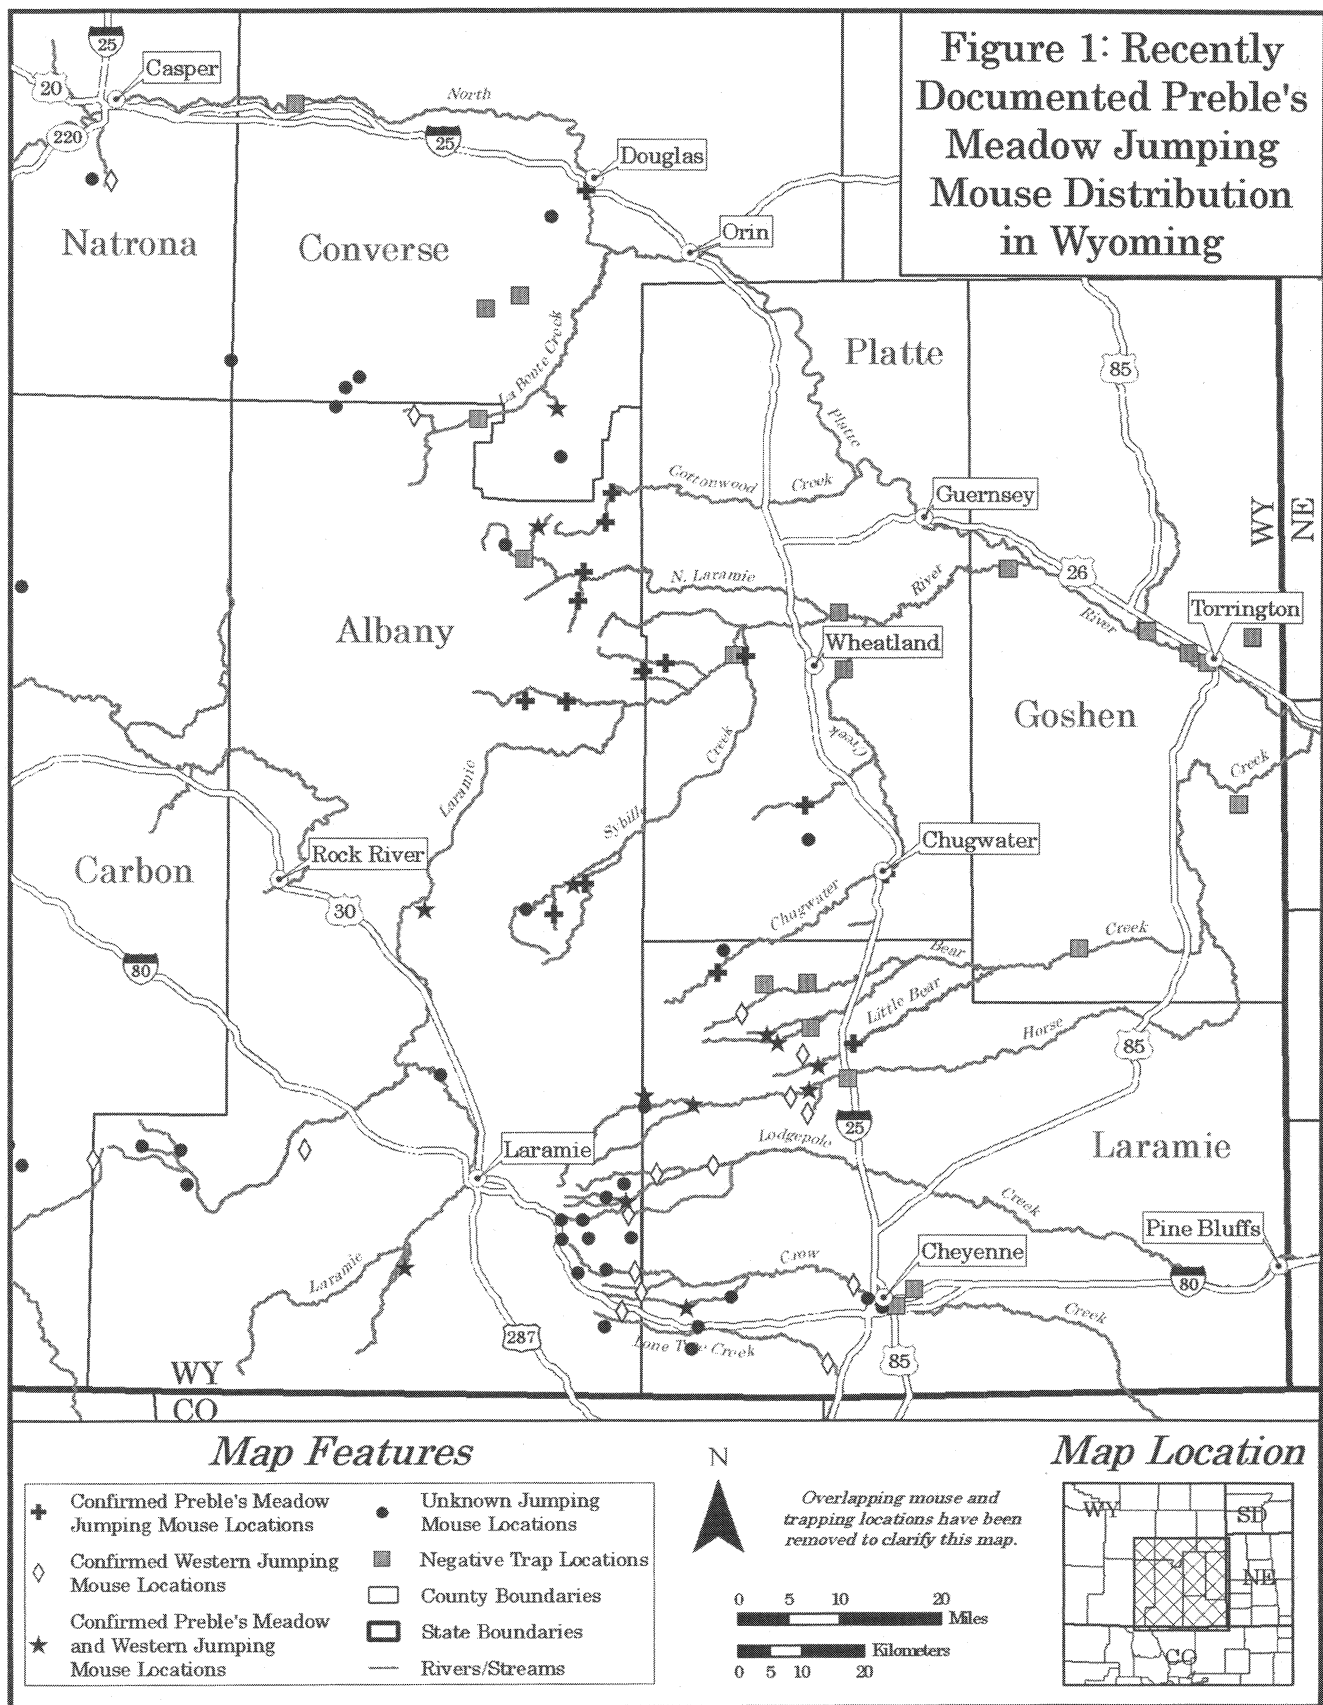 Figure 1: Recently
Documented Preble's
Meadow Jumping
Mouse Distribution
in Wyoming
25
Casper
20
220
North
25
Douglas
Orin
Natrona
Converse
La Bonte Creek
Platte
85
Platte
Cottonwood Creek
Guernsey
WY
NE
N. Laramie
River
26
River
Torrington
Albany
Wheatland
Goshen
Creek
Creek
Creek
Laramie
Sybille
Carbon
Rock River
Chugwater
30
Chugwater
80
Bear
Creek
Little Bear
Horse
85
25
Lodgepole
Laramie
Laramie
Creek
Pine Bluffs
Crow
Cheyenne
80
Laramie
Creek
287
Lone Tree Creek
85
WY
CO
Map Features
Confirmed Preble's Meadow
Jumping Mouse Locations
Confirmed Western Jumping
Mouse Locations
Confirmed Preble's Meadow
and Western Jumping
Mouse Locations
Unknown Jumping
Mouse Locations
Negative Trap Locations
County Boundaries
State Boundaries
Rivers/Streams
N
Overlapping mouse and
trapping locations have been
removed to clarify this map.
0 5 10 20
Miles
Kilometers
0 5 10 20
Map Location
WY
SD
NE
CO